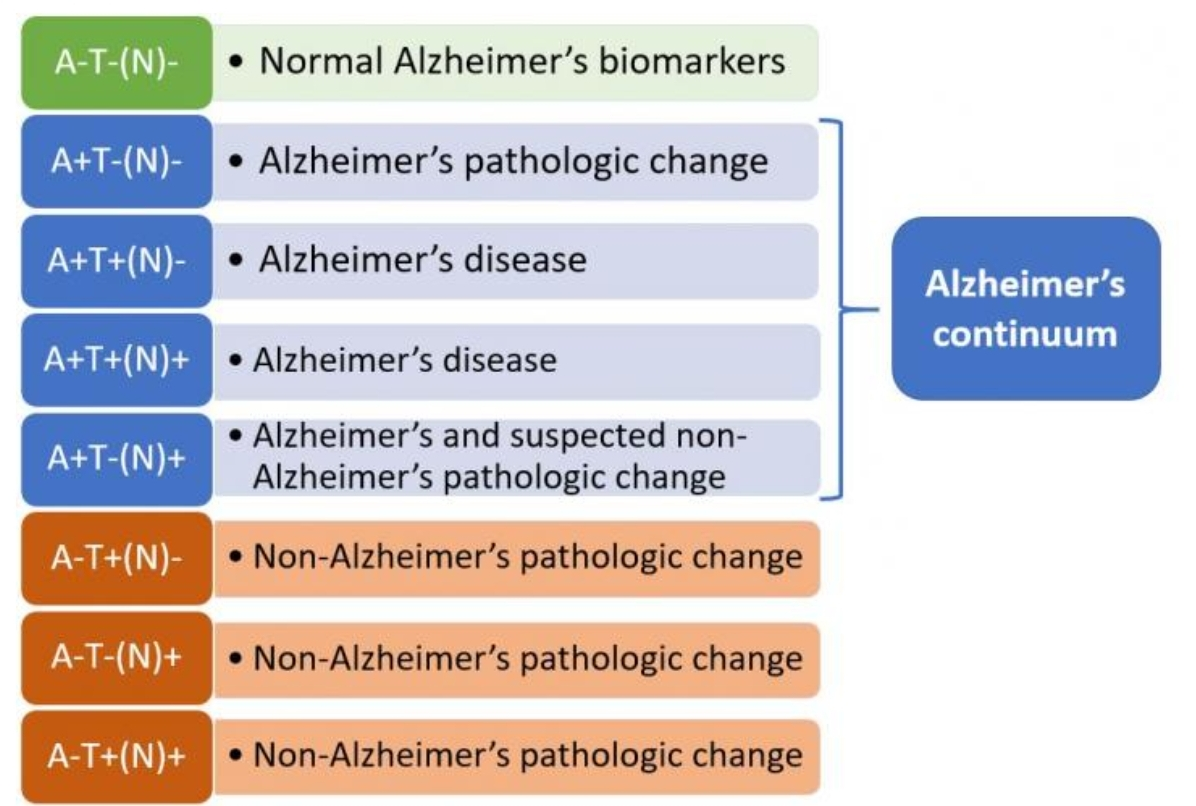 A-T-(N)-
• Normal Alzheimer’s biomarkers
A+T-(N)-
• Alzheimer’s pathologic change
A+T+(N)-
• Alzheimer’s disease
A+T+(N)+
• Alzheimer’s disease
A+T-(N)+
• Alzheimer’s and suspected non-
Alzheimer’s pathologic change
Alzheimer’s
continuum
A-T+(N)-
• Non-Alzheimer’s pathologic change
A-T-(N)+
• Non-Alzheimer’s pathologic change
A-T+(N)+
• Non-Alzheimer’s pathologic change